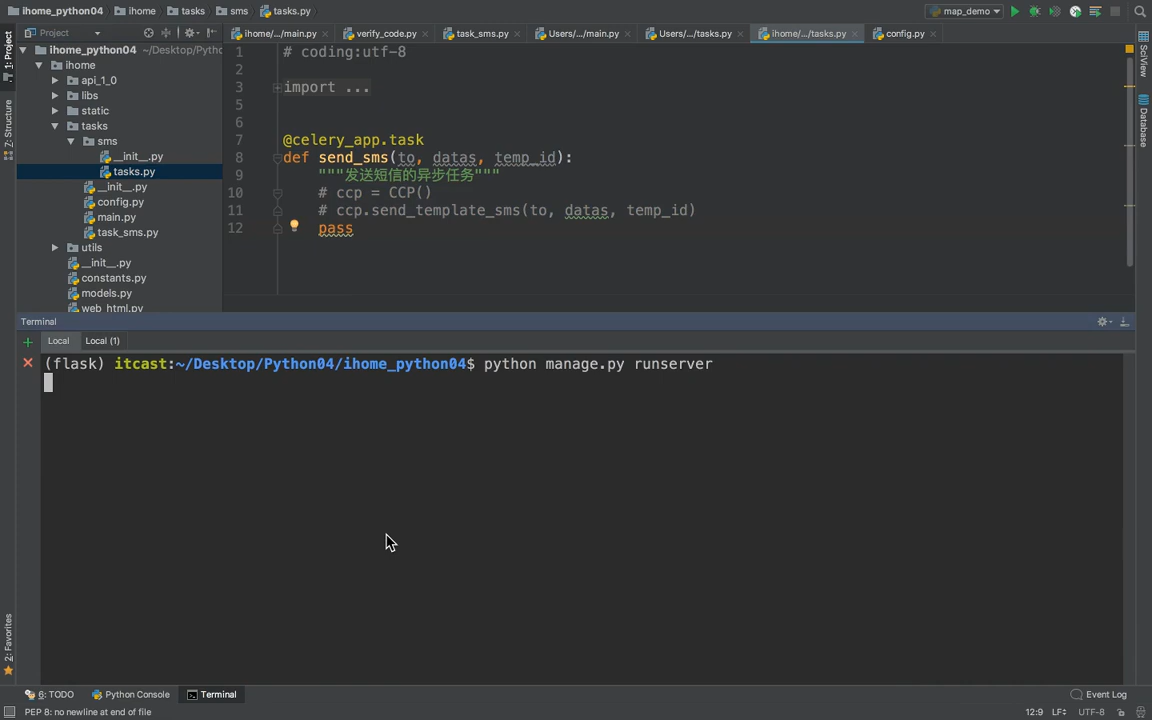 ihome_python04 ihome tasks sms tasks.py map_demo
Project
ihome/.../main.py verify_code.py task_sms.py Users/.../main.py Users/.../tasks.py ihome/.../tasks.py config.py
ihome_python04 ~/Desktop/Pytho
ihome
api_1_0
libs
static
tasks
sms
__init__.py
tasks.py
__init__.py
config.py
main.py
task_sms.py
utils
__init__.py
constants.py
models.py
web_html.py
1 # coding:utf-8
2
3 import ...
5
6
7 @celery_app.task
8 def send_sms(to, datas, temp_id):
9 """发送短信的异步任务"""
10 # ccp = CCP()
11 # ccp.send_template_sms(to, datas, temp_id)
12 pass
1: Project
7: Structure
2: Favorites
SciView
Database
Terminal
Local Local (1)
(flask) itcast:~/Desktop/Python04/ihome_python04$ python manage.py runserver
6: TODO Python Console Terminal Event Log
PEP 8: no newline at end of file 12:9 LF UTF-8